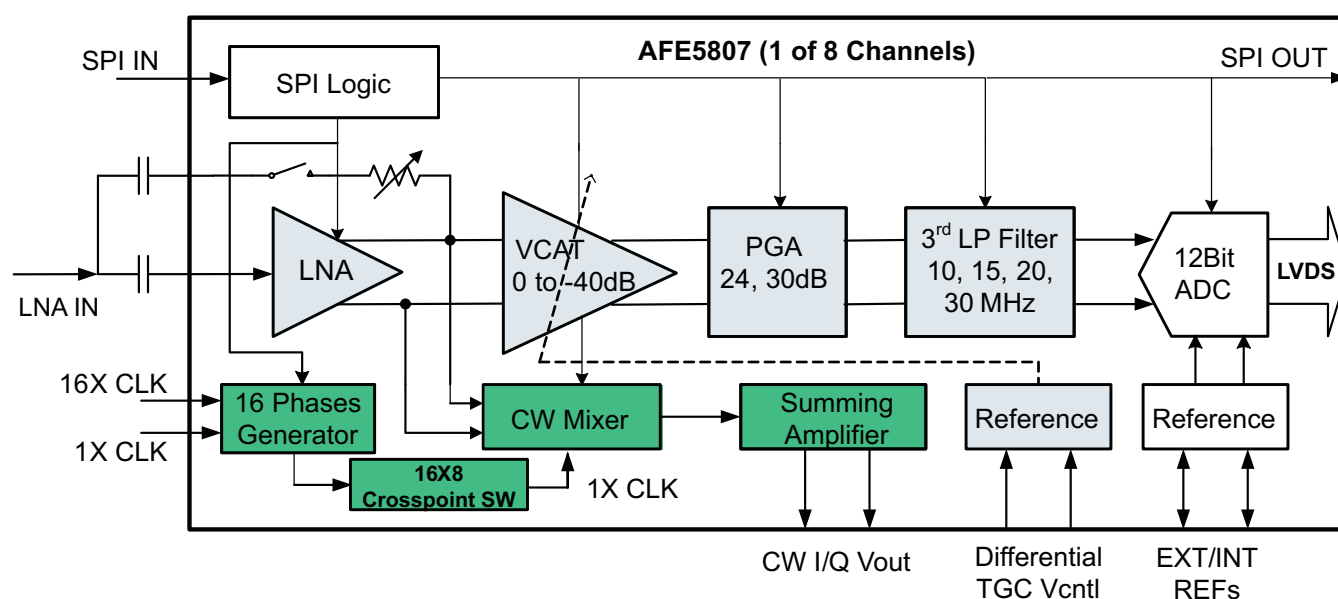 AFE5807 (1 of 8 Channels)
SPI IN
SPI Logic
SPI OUT
LNA IN
LNA
VCAT
0 to -40dB
PGA
24, 30dB
3rd LP Filter
10, 15, 20,
30 MHz
12Bit
ADC
LVDS
16X CLK
1X CLK
16 Phases
Generator
16X8
Crosspoint SW
CW Mixer
1X CLK
Summing
Amplifier
Reference
Reference
CW I/Q Vout
Differential
TGC Vcntl
EXT/INT
REFs